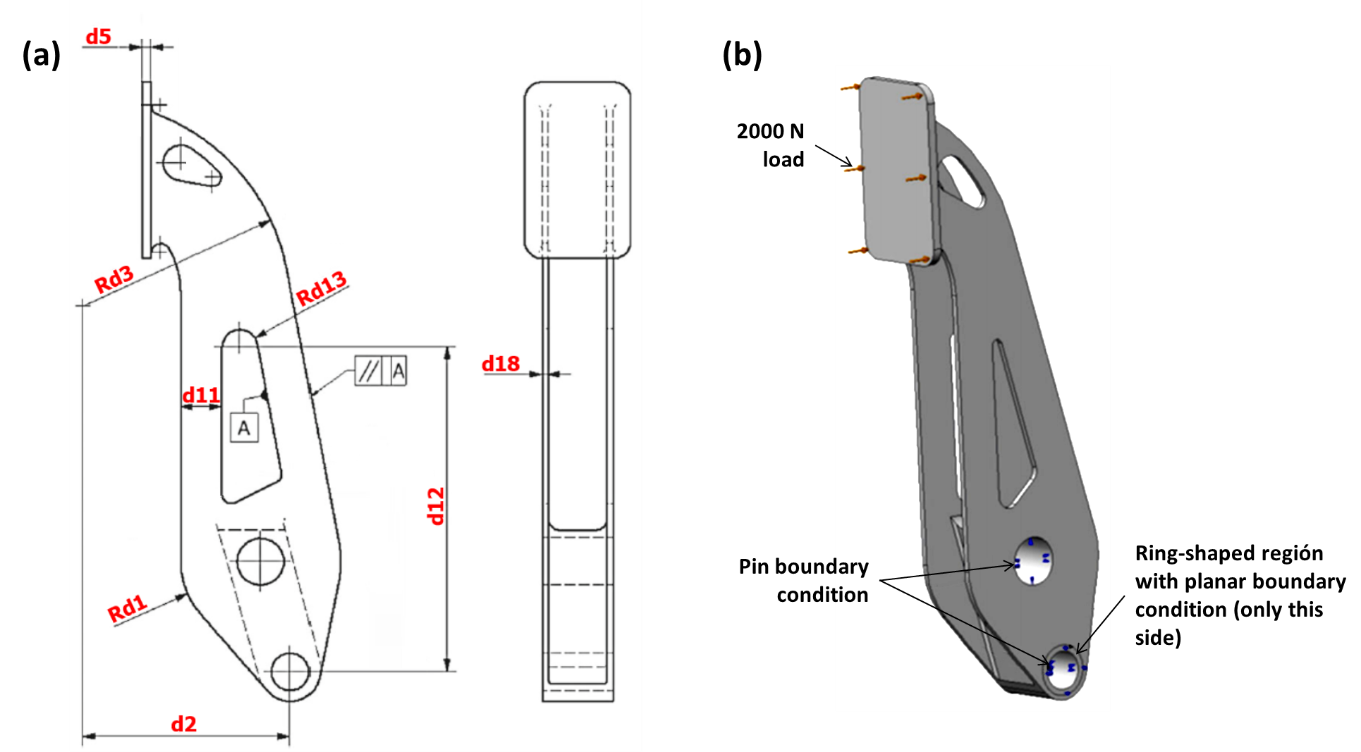 (a)
d5
Rd3
Rd13
// A
d11
A
d12
Rd1
d2
d18
(b)
2000 N
load
Pin boundary
condition
Ring-shaped región
with planar boundary
condition (only this
side)